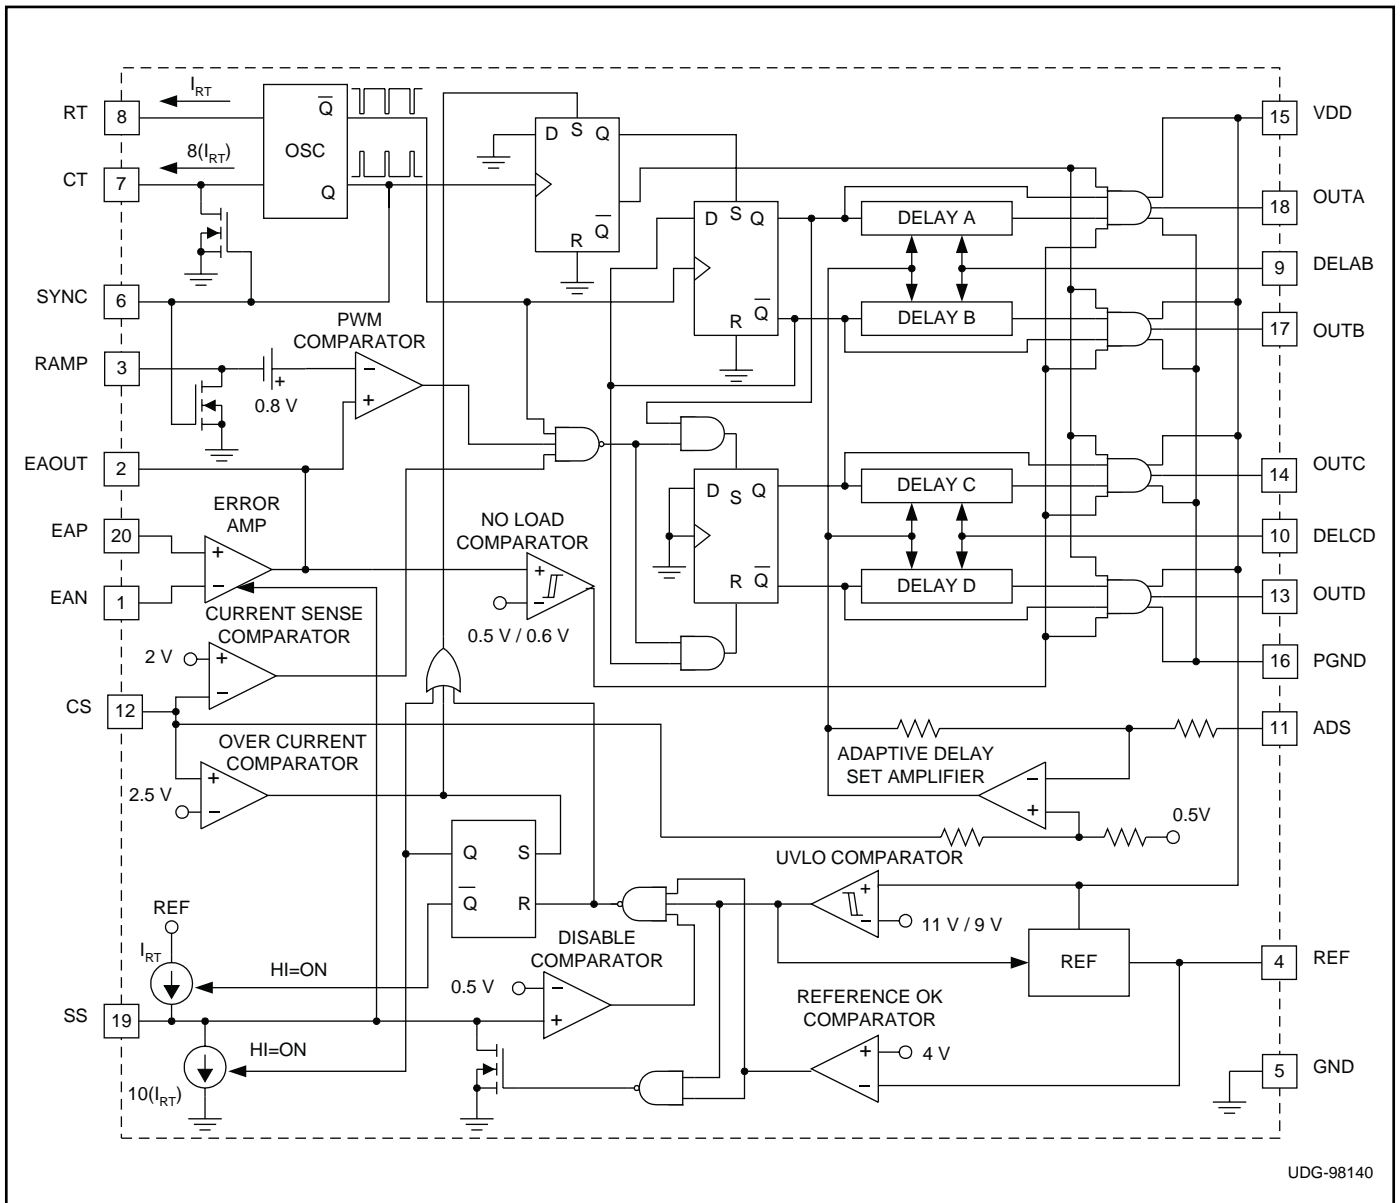 RT
8
I_RT
OSC
Q̅
Q
CT
7
8(I_RT)
SYNC
6
RAMP
3
0.8 V
+
PWM
COMPARATOR
−
+
EAOUT
2
ERROR
AMP
EAP
20
+
−
EAN
1
CURRENT SENSE
COMPARATOR
2 V
+
−
CS
12
OVER CURRENT
COMPARATOR
+
2.5 V
−
NO LOAD
COMPARATOR
+
−
0.5 V / 0.6 V
D S Q
Q̅
R
D S Q
Q̅
R
D S Q
R Q̅
DELAY A
DELAY B
DELAY C
DELAY D
15
VDD
18
OUTA
9
DELAB
17
OUTB
14
OUTC
10
DELCD
13
OUTD
16
PGND
11
ADS
ADAPTIVE DELAY
SET AMPLIFIER
−
+
0.5V
Q S
Q̅ R
UVLO COMPARATOR
+
−
11 V / 9 V
REF
4
REF
REFERENCE OK
COMPARATOR
+
4 V
−
5
GND
DISABLE
COMPARATOR
0.5 V
−
+
REF
I_RT
HI=ON
SS
19
HI=ON
10(I_RT)
UDG-98140